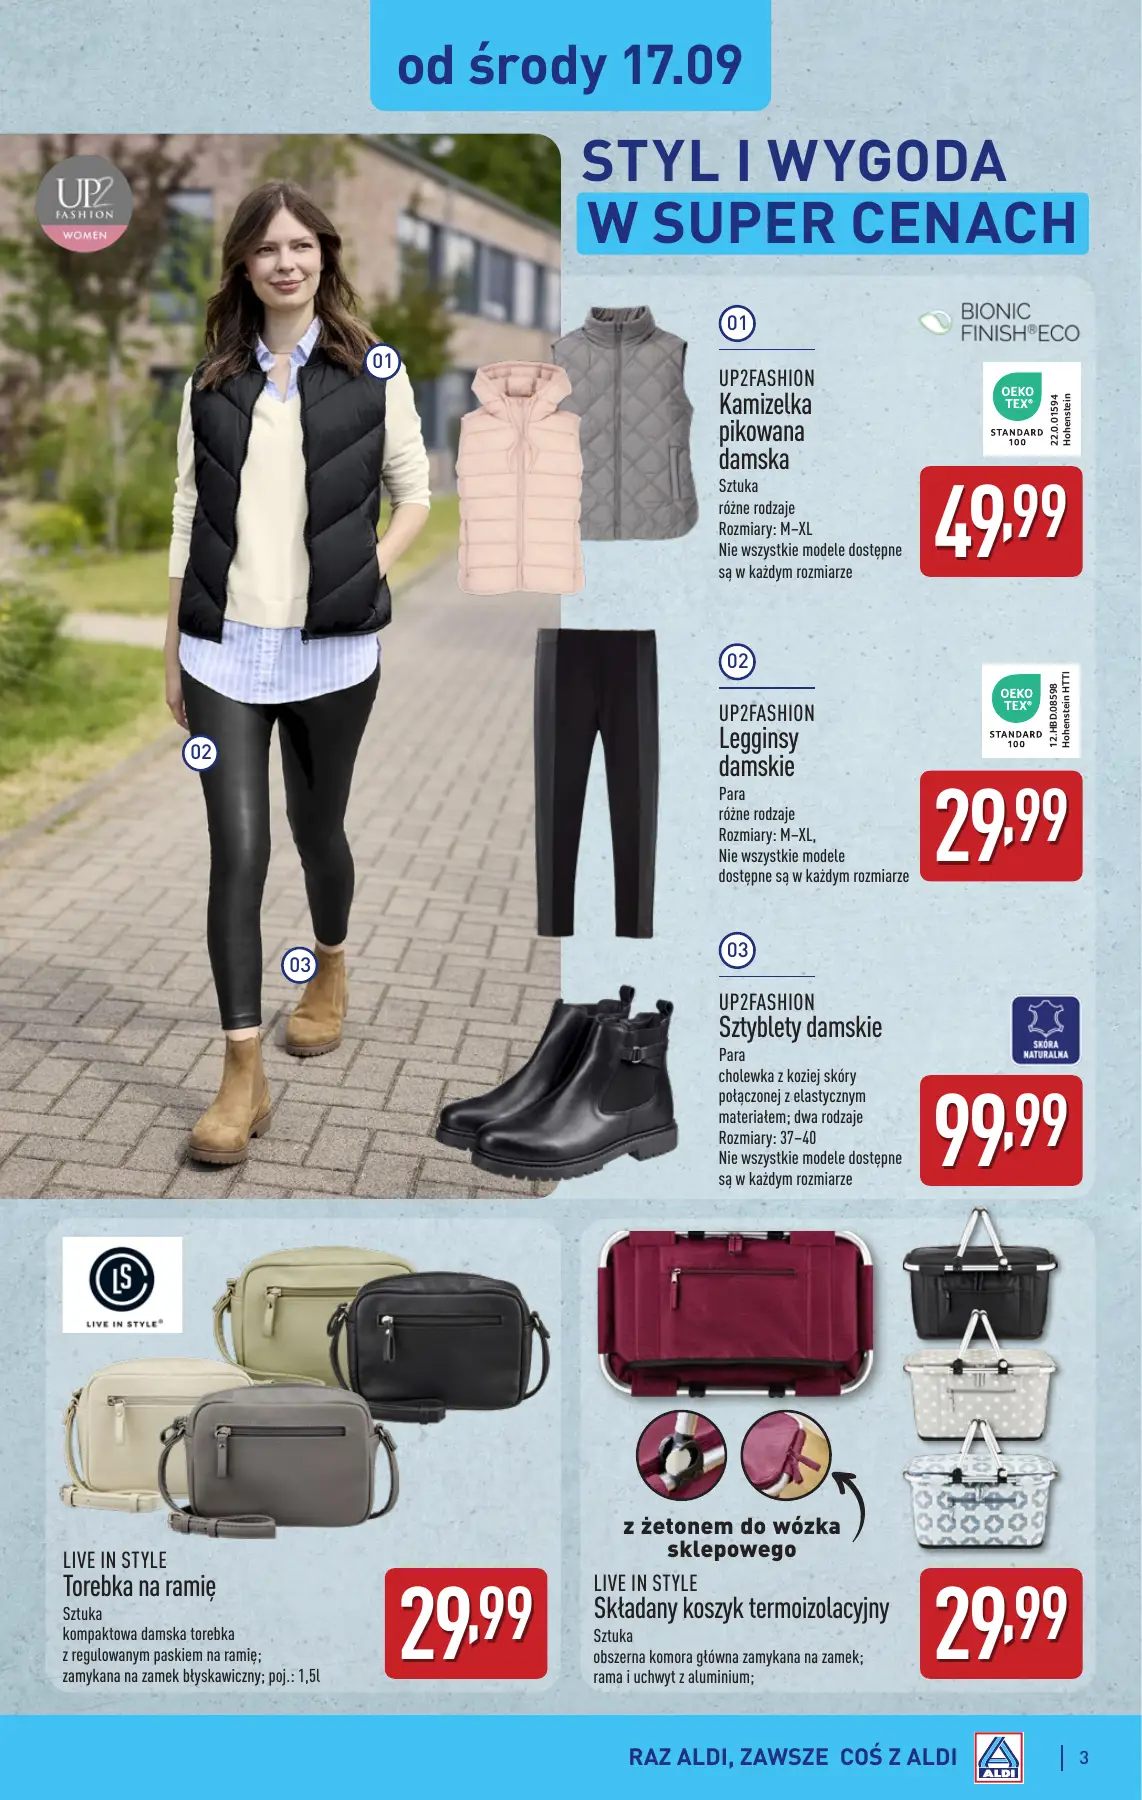 od środy 17.09
STYL I WYGODA
W SUPER CENACH
UP2
FASHION
WOMEN
01
02
03
01
BIONIC
FINISH®ECO
UP2FASHION
Kamizelka
pikowana
damska
Sztuka
różne rodzaje
Rozmiary: M–XL
Nie wszystkie modele dostępne
są w każdym rozmiarze
OEKO
TEX®
STANDARD
100
22.0.01594
Hohenstein
49,99
02
UP2FASHION
Legginsy
damskie
Para
różne rodzaje
Rozmiary: M–XL,
Nie wszystkie modele
dostępne są w każdym rozmiarze
OEKO
TEX®
STANDARD
100
12.HBD.08598
Hohenstein HTTI
29,99
03
UP2FASHION
Sztyblety damskie
Para
cholewka z koziej skóry
połączonej z elastycznym
materiałem; dwa rodzaje
Rozmiary: 37–40
Nie wszystkie modele dostępne
są w każdym rozmiarze
SKÓRA
NATURALNA
99,99
LS
LIVE IN STYLE®
LIVE IN STYLE
Torebka na ramię
Sztuka
kompaktowa damska torebka
z regulowanym paskiem na ramię;
zamykana na zamek błyskawiczny; poj.: 1,5l
29,99
z żetonem do wózka
sklepowego
LIVE IN STYLE
Składany koszyk termoizolacyjny
Sztuka
obszerna komora główna zamykana na zamek;
rama i uchwyt z aluminium;
29,99
RAZ ALDI, ZAWSZE COŚ Z ALDI
ALDI
3